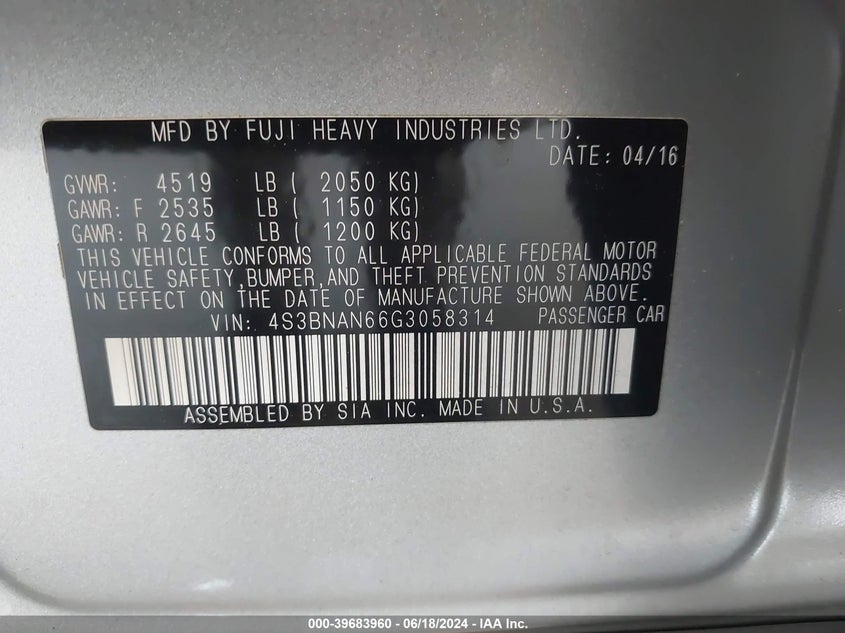 MFD BY FUJI HEAVY INDUSTRIES LTD.
DATE: 04/16
GVWR: 4519 LB ( 2050 KG)
GAWR: F 2535 LB ( 1150 KG)
GAWR: R 2645 LB ( 1200 KG)
THIS VEHICLE CONFORMS TO ALL APPLICABLE FEDERAL MOTOR
VEHICLE SAFETY,BUMPER,AND THEFT PREVENTION STANDARDS
IN EFFECT ON THE DATE OF MANUFACTURE SHOWN ABOVE.
VIN: 4S3BNAN66G3058314 PASSENGER CAR
ASSEMBLED BY SIA INC. MADE IN U.S.A.
000-39683960 - 06/18/2024 - IAA Inc.